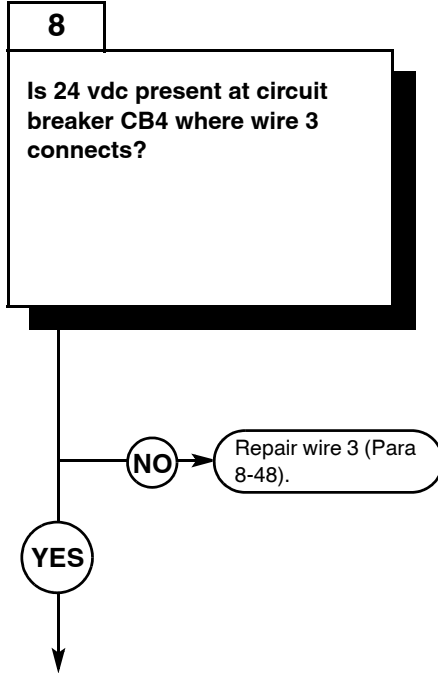 8
Is 24 vdc present at circuit
breaker CB4 where wire 3
connects?
NO
Repair wire 3 (Para
8-48).
YES